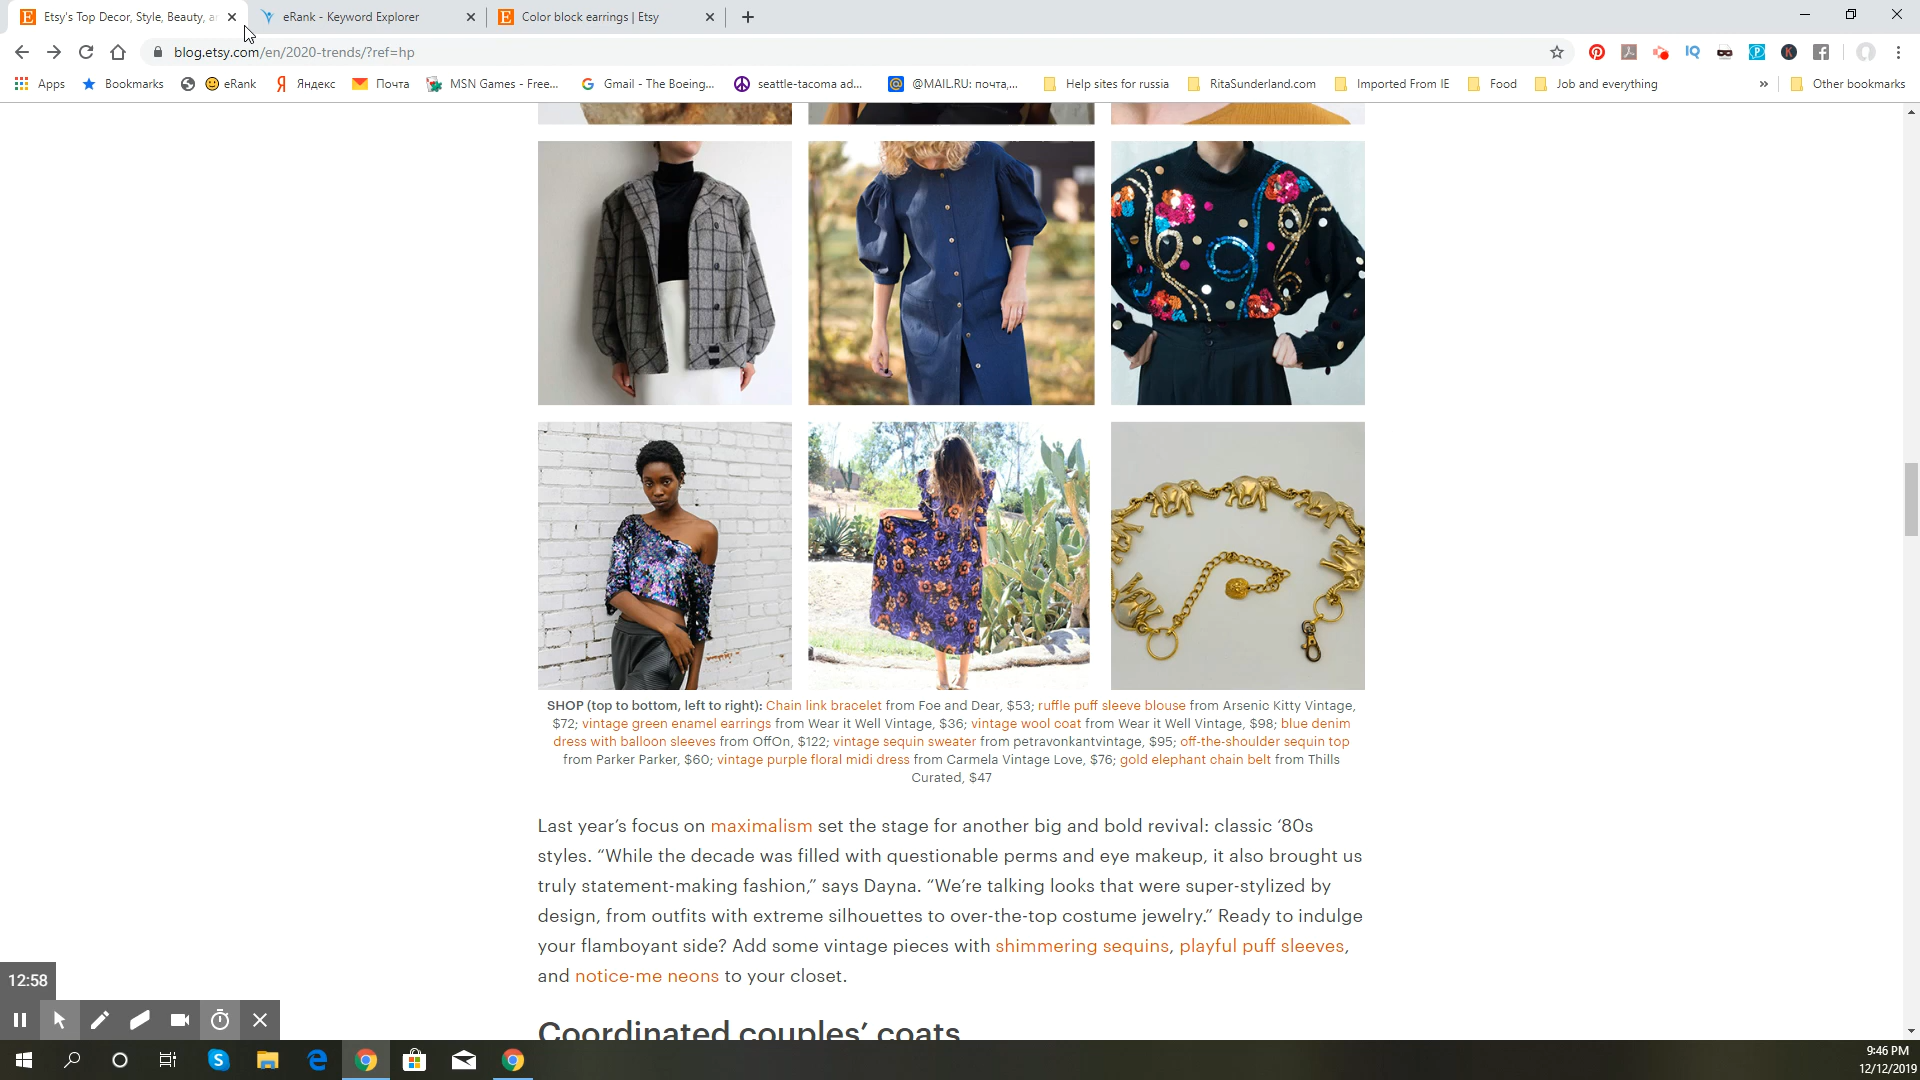 Etsy's Top Decor, Style, Beauty, ar
eRank - Keyword Explorer
Color block earrings | Etsy
blog.etsy.com/en/2020-trends/?ref=hp
Apps
Bookmarks
eRank
Яндекс
Почта
MSN Games - Free...
Gmail - The Boeing...
seattle-tacoma ad...
@MAIL.RU: почта,...
Help sites for russia
RitaSunderland.com
Imported From IE
Food
Job and everything
»
Other bookmarks
SHOP (top to bottom, left to right): Chain link bracelet from Foe and Dear, $53; ruffle puff sleeve blouse from Arsenic Kitty Vintage,
$72; vintage green enamel earrings from Wear it Well Vintage, $36; vintage wool coat from Wear it Well Vintage, $98; blue denim
dress with balloon sleeves from OffOn, $122; vintage sequin sweater from petravonkantvintage, $95; off-the-shoulder sequin top
from Parker Parker, $60; vintage purple floral midi dress from Carmela Vintage Love, $76; gold elephant chain belt from Thills
Curated, $47
Last year’s focus on maximalism set the stage for another big and bold revival: classic ‘80s
styles. “While the decade was filled with questionable perms and eye makeup, it also brought us
truly statement-making fashion,” says Dayna. “We’re talking looks that were super-stylized by
design, from outfits with extreme silhouettes to over-the-top costume jewelry.” Ready to indulge
your flamboyant side? Add some vintage pieces with shimmering sequins, playful puff sleeves,
and notice-me neons to your closet.
Coordinated couples’ coats
12:58
9:46 PM
12/12/2019